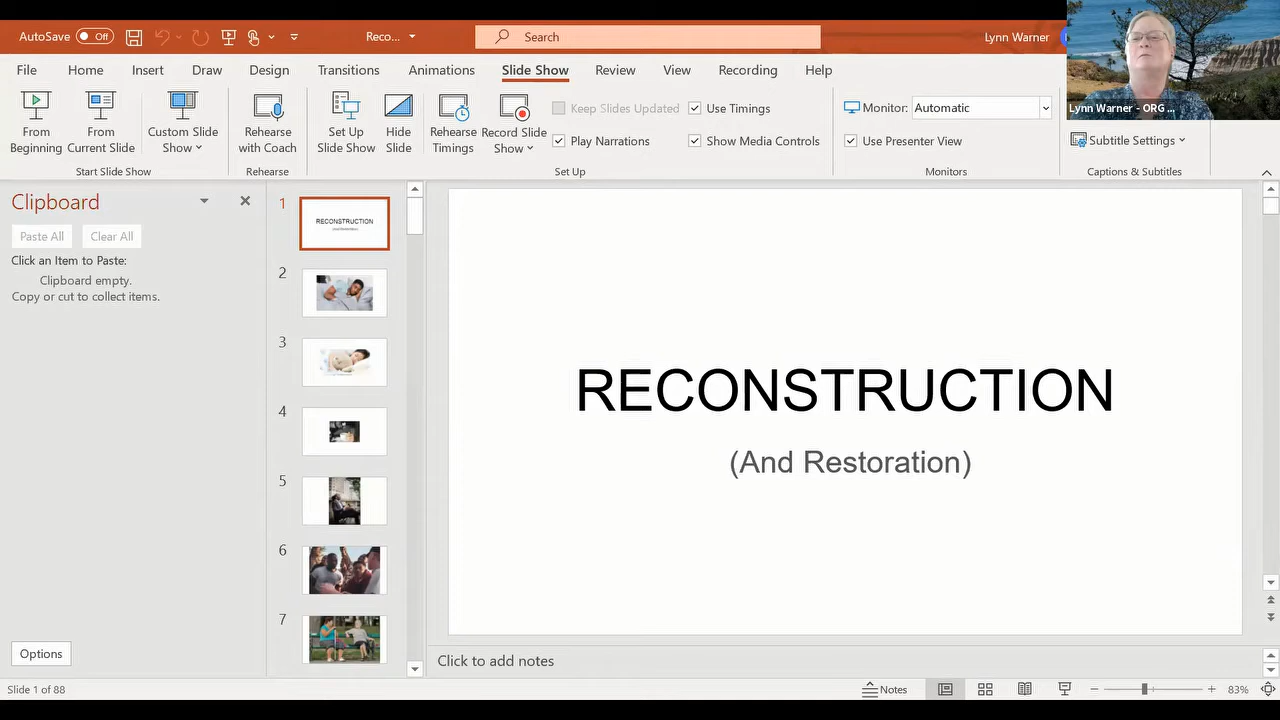 AutoSave Off Reco... Search Lynn Warner
Lynn Warner - ORG ...
File Home Insert Draw Design Transitions Animations Slide Show Review View Recording Help
From Beginning
From Current Slide
Custom Slide Show
Start Slide Show
Rehearse with Coach
Rehearse
Set Up Slide Show
Hide Slide
Rehearse Timings
Record Slide Show
Keep Slides Updated
Play Narrations
Use Timings
Show Media Controls
Set Up
Monitor: Automatic
Use Presenter View
Monitors
Subtitle Settings
Captions & Subtitles
Clipboard
Paste All Clear All
Click an Item to Paste:
Clipboard empty.
Copy or cut to collect items.
Options
1
RECONSTRUCTION
2
3
4
5
6
7
RECONSTRUCTION
(And Restoration)
Click to add notes
Slide 1 of 88 Notes 83%